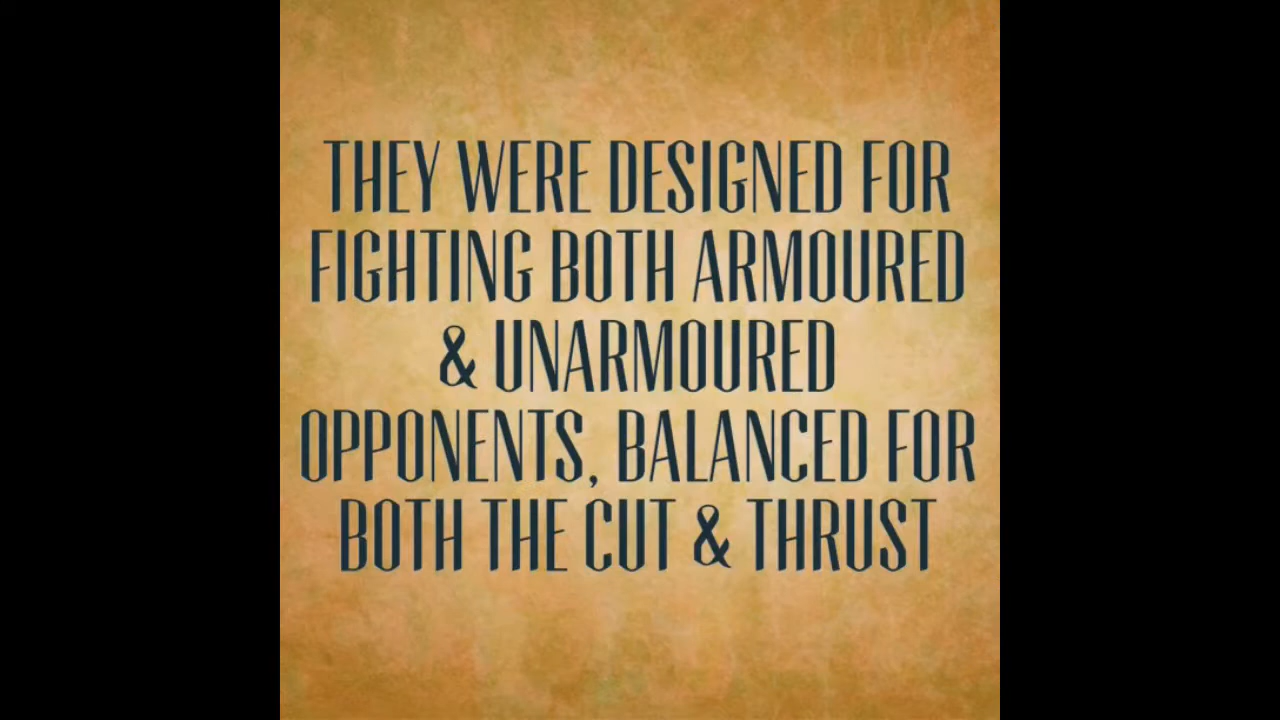 THEY WERE DESIGNED FOR
FIGHTING BOTH ARMOURED
& UNARMOURED
OPPONENTS, BALANCED FOR
BOTH THE CUT & THRUST